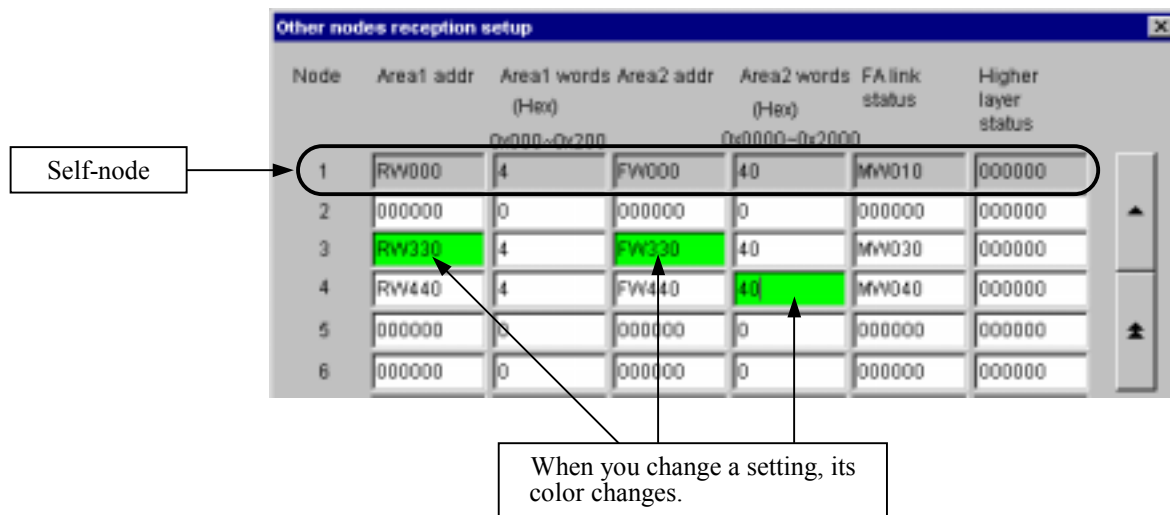 Other nodes reception setup
Node Area1 addr Area1 words Area2 addr Area2 words FA link Higher
(Hex) (Hex) status layer
status
0x000~0x200 0x0000~0x2000
Self-node
1 RW000 4 FW000 40 MW010 000000
2 000000 0 000000 0 000000 000000
3 RW330 4 FW330 40 MW030 000000
4 RW440 4 FW440 40 MW040 000000
5 000000 0 000000 0 000000 000000
6 000000 0 000000 0 000000 000000
When you change a setting, its
color changes.